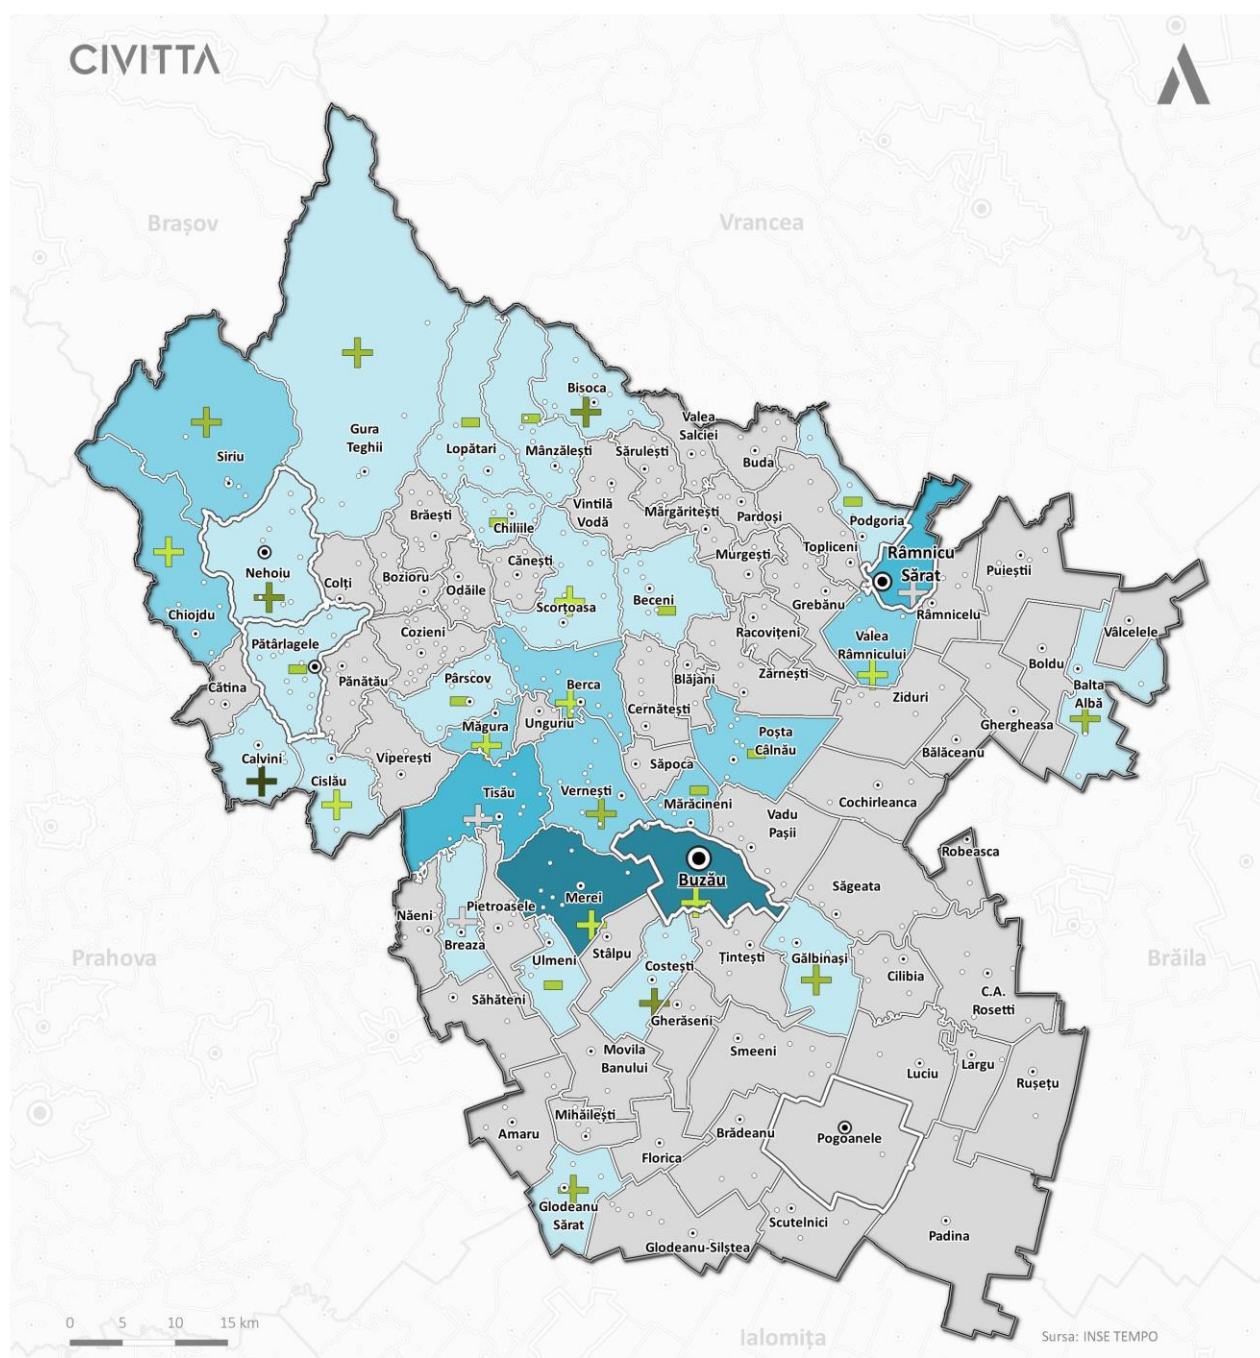 CIVITTA
Brașov
Vrancea
Bisoca
Valea
Salciei
Gura
Teghii
Lopătari
Mânzălești
Sărulești
Buda
Siriu
Vintilă
Vodă
Mărgăritești
Pardoși
Podgoria
Brăești
Chiliile
Topliceni
Râmnicu
Sărat
Murgești
Puieștii
Nehoiu
Colți
Bozioru
Cănești
Odăile
Scorțoasa
Beceni
Grebănu
Râmnicelu
Chiojdu
Cozieni
Racovițeni
Valea
Râmnicului
Vâlcelele
Pătârlagele
Boldu
Pănătău
Pârscov
Berca
Blăjani
Zărnești
Cătina
Ziduri
Balta
Albă
Cernătești
Unguriu
Măgura
Poșta
Câlnău
Ghergheasa
Bălăceanu
Calvini
Viperești
Săpoca
Cislău
Tisău
Vernești
Mărăcineni
Cochirleanca
Vadu
Pașii
Robeasca
Buzău
Săgeata
Merei
Năeni
Pietroasele
Breaza
Stâlpu
Prahova
Ulmeni
Costești
Țintești
Gălbinași
Cilibia
Brăila
Săhăteni
C.A.
Rosetti
Gherăseni
Movila
Banului
Smeeni
Luciu
Largu
Rușețu
Mihăilești
Amaru
Brădeanu
Pogoanele
Florica
Glodeanu
Sărat
Scutelnici
Padina
Glodeanu-Siliștea
0 5 10 15 km
Ialomița
Sursa: INSE TEMPO